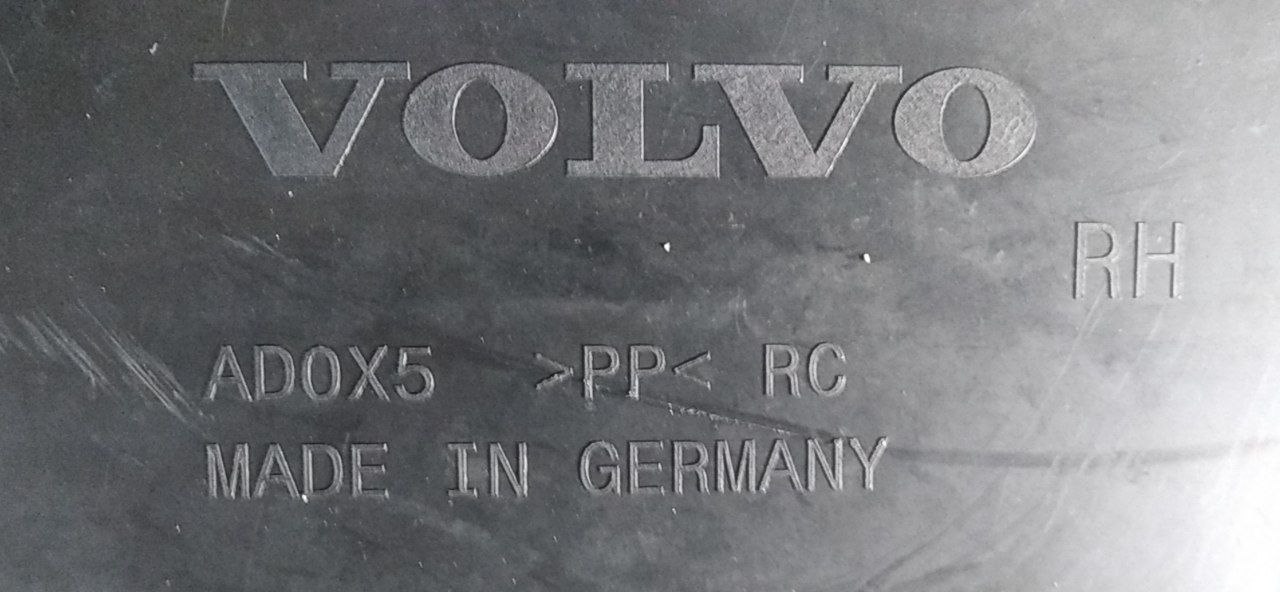 VOLVO
RH
AD0X5 >PP< RC
MADE IN GERMANY